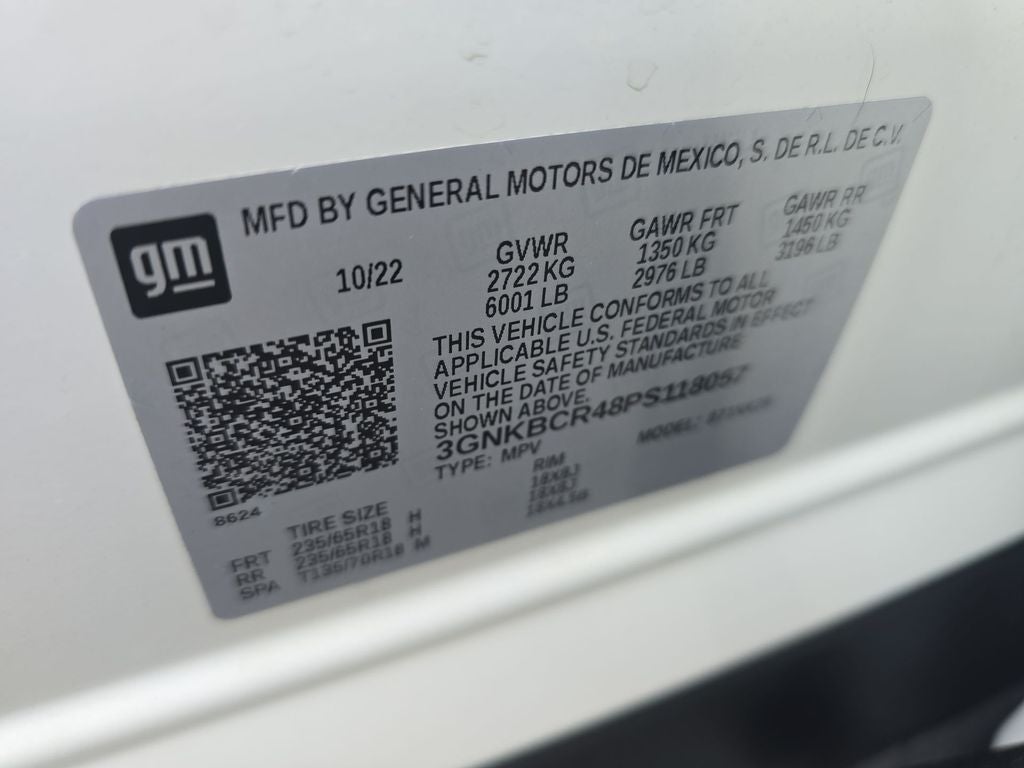 MFD BY GENERAL MOTORS DE MEXICO, S. DE R.L. DE C.V.
gm
10/22
GVWR
2722 KG
6001 LB
GAWR FRT
1350 KG
2976 LB
GAWR RR
1450 KG
3196 LB
THIS VEHICLE CONFORMS TO ALL
APPLICABLE U.S. FEDERAL MOTOR
VEHICLE SAFETY STANDARDS IN EFFECT
ON THE DATE OF MANUFACTURE
SHOWN ABOVE.
3GNKBCR48PS118057
TYPE: MPV
MODEL:
8624
TIRE SIZE
RIM
FRT 235/65R18 H 18X8J
RR 235/65R18 H 18X8J
SPA T135/70R18 M